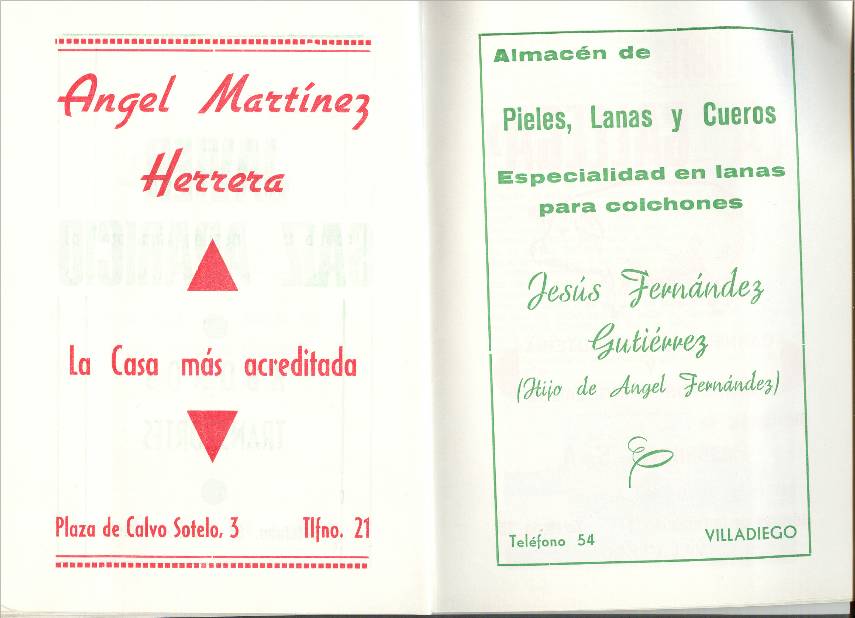 Angel Martínez
Herrera
La Casa más acreditada
Plaza de Calvo Sotelo, 3 Tlfno. 21
Almacén de
Pieles, Lanas y Cueros
Especialidad en lanas
para colchones
Jesús Fernández
Gutiérrez
(Hijo de Angel Fernández)
Teléfono 54 VILLADIEGO